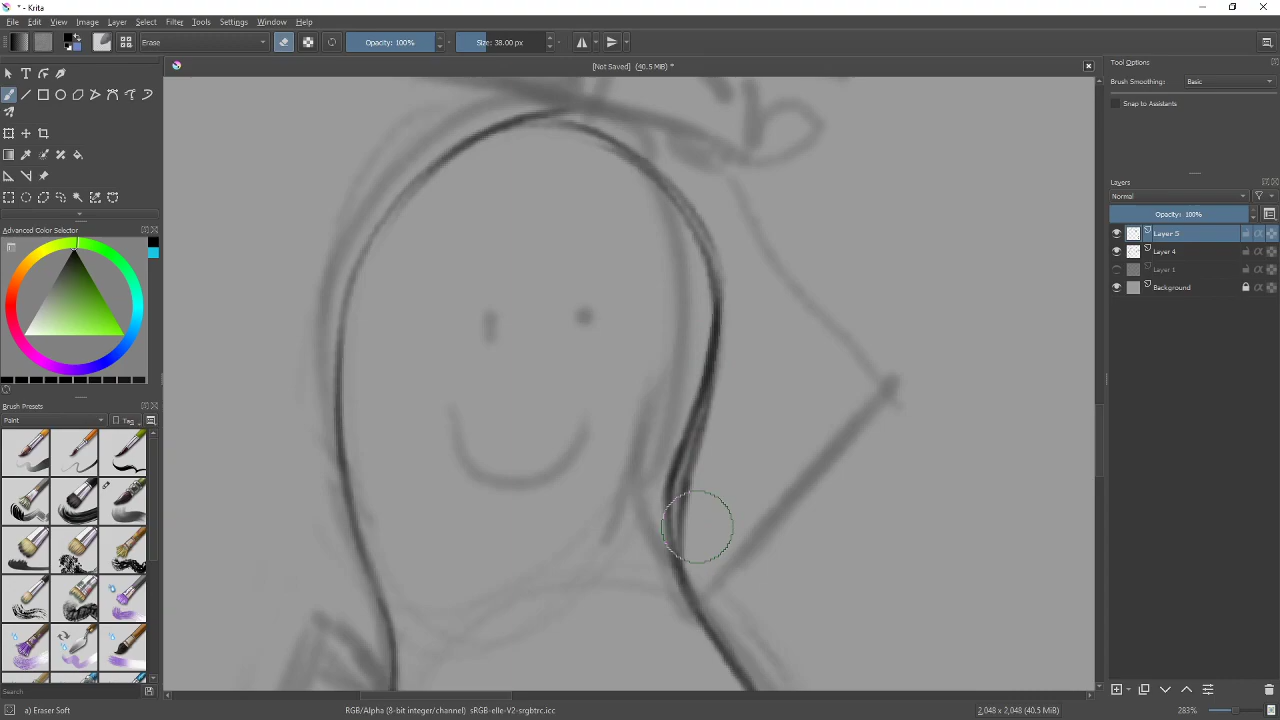 * - Krita
File Edit View Image Layer Select Filter Tools Settings Window Help
Erase Opacity: 100% Size: 38.00 px
[Not Saved] (40.5 MiB) *
Tool Options
Brush Smoothing: Basic
Snap to Assistants
Layers
Normal
Opacity: 100%
Layer 5
Layer 4
Layer 1
Background
Advanced Color Selector
Brush Presets
Paint Tag
Search
a) Eraser Soft
RGB/Alpha (8-bit integer/channel) sRGB-elle-V2-srgbtrc.icc
2,048 x 2,048 (40.5 MiB)
283%